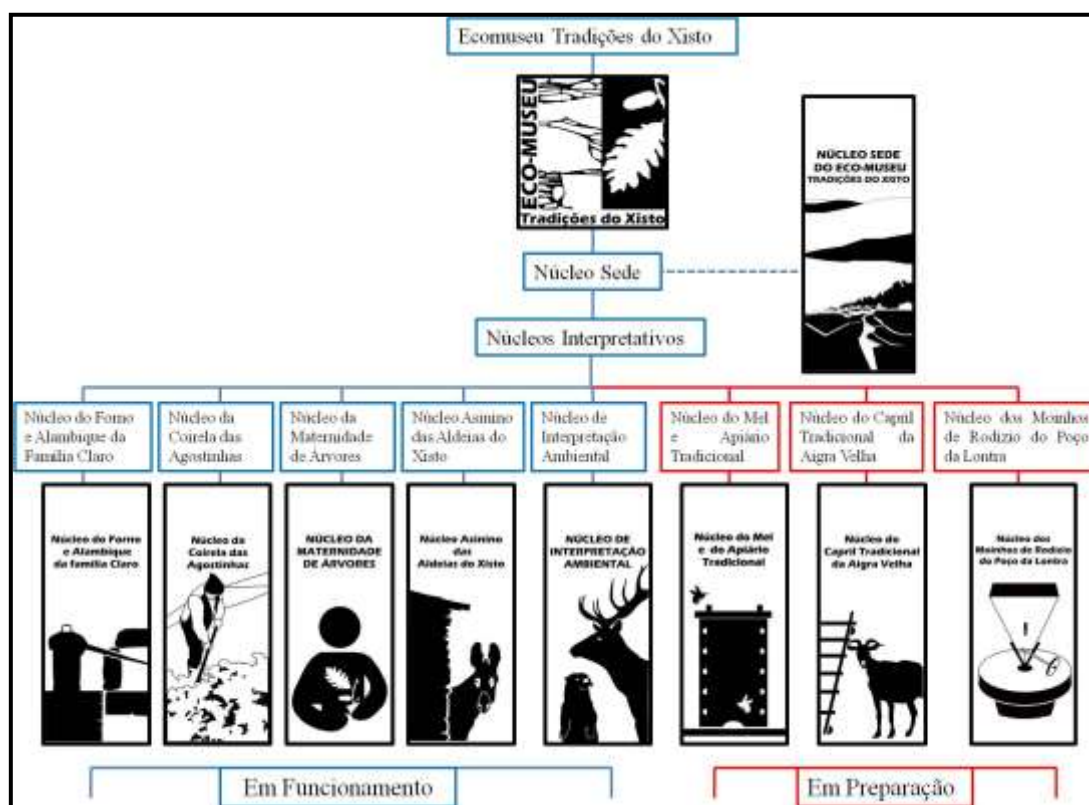 Ecomuseu Tradições do Xisto
ECO-MUSEU
Tradições do Xisto
NÚCLEO SEDE
DO ECO-MUSEU
TRADIÇÕES DO XISTO
Núcleo Sede
Núcleos Interpretativos
Núcleo do Forno
e Alambique da
Família Claro
Núcleo da
Coirela das
Agostinhas
Núcleo da
Maternidade
de Árvores
Núcleo Asinino
das Aldeias do
Xisto
Núcleo de
Interpretação
Ambiental
Núcleo do Mel
e Apiário
Tradicional
Núcleo do Capril
Tradicional da
Aigra Velha
Núcleo dos Moinhos
de Rodizio do Poço
da Lontra
Núcleo do Forno
e Alambique
da família Claro
Núcleo da
Coirela das
Agostinhas
NÚCLEO DA
MATERNIDADE
DE ÁRVORES
Núcleo Asinino
das
Aldeias do Xisto
NÚCLEO DE
INTERPRETAÇÃO
AMBIENTAL
Núcleo do Mel
e do Apiário
Tradicional
Núcleo do
Capril Tradicional
da Aigra Velha
Núcleo dos
Moinhos de Rodizio
do Poço da Lontra
Em Funcionamento
Em Preparação